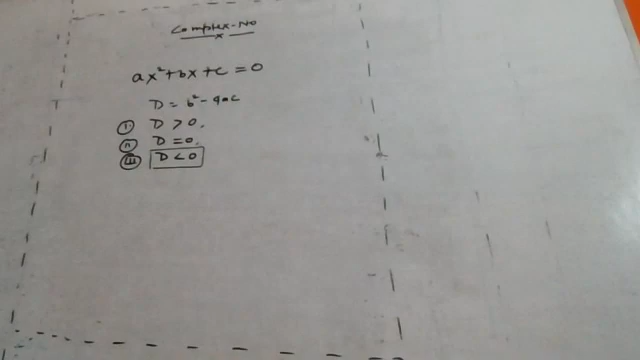 Complex-No
x
ax²+bx+c=0
D = b²-4ac
(i) D > 0.
(ii) D = 0.
(iii) D < 0